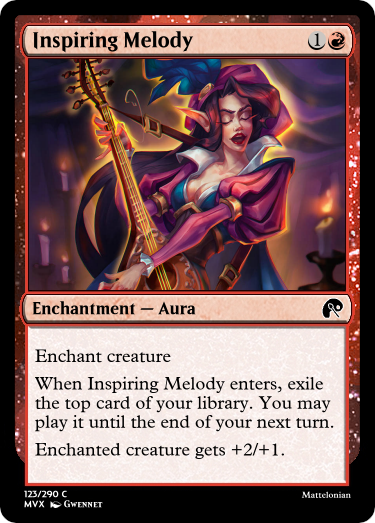 Inspiring Melody 1
Enchantment — Aura
Enchant creature
When Inspiring Melody enters, exile
the top card of your library. You may
play it until the end of your next turn.
Enchanted creature gets +2/+1.
123/290 C
MVX Gwennet
Mattelonian